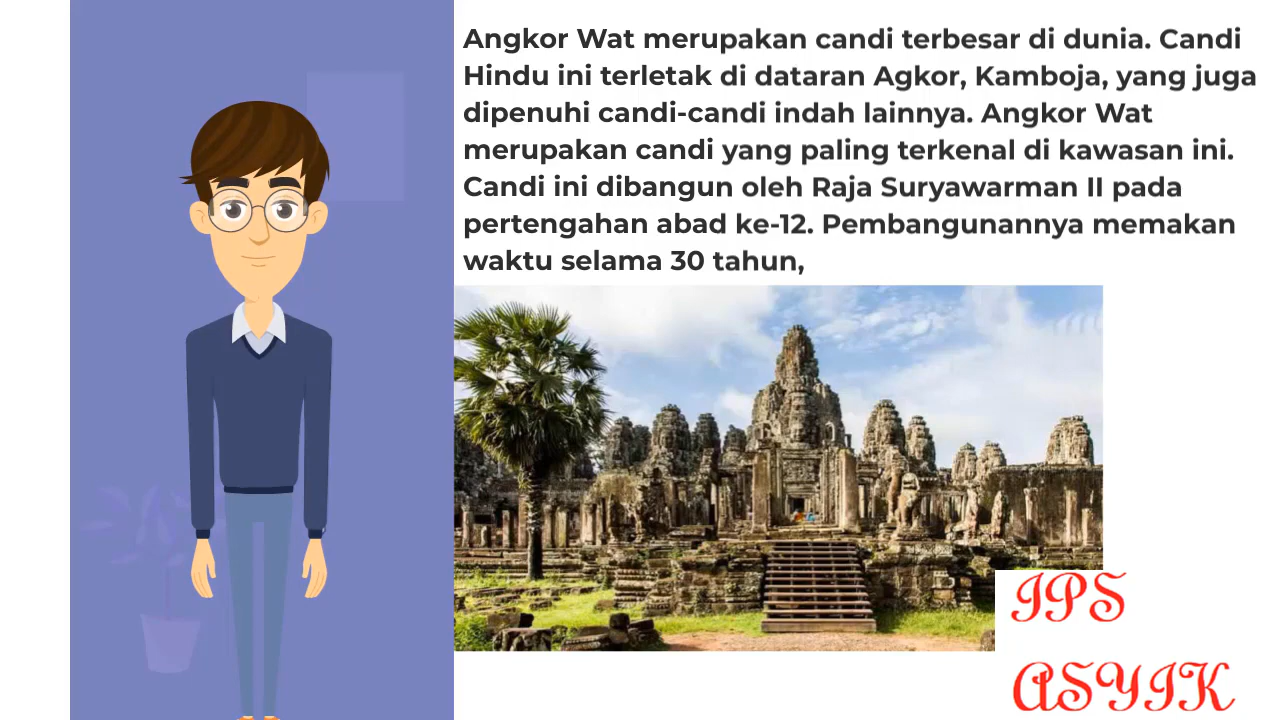 Angkor Wat merupakan candi terbesar di dunia. Candi
Hindu ini terletak di dataran Agkor, Kamboja, yang juga
dipenuhi candi-candi indah lainnya. Angkor Wat
merupakan candi yang paling terkenal di kawasan ini.
Candi ini dibangun oleh Raja Suryawarman II pada
pertengahan abad ke-12. Pembangunannya memakan
waktu selama 30 tahun,
IPS
ASYIK